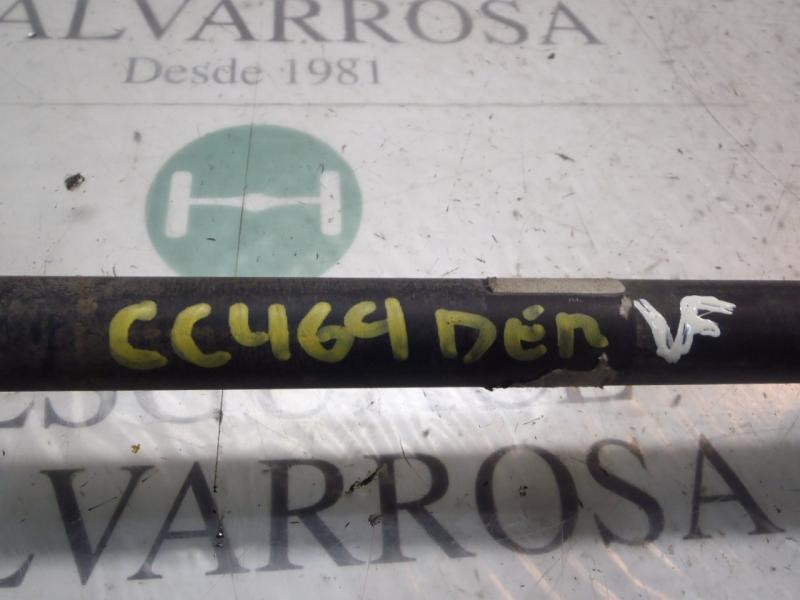 ALVARROSA
Desde 1981
CC464 DER VF
ALVARROSA